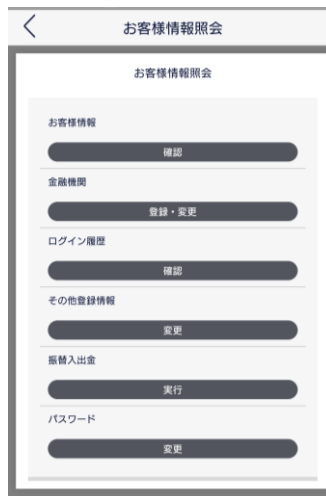 お客様情報照会
お客様情報照会
お客様情報
確認
金融機関
登録・変更
ログイン履歴
確認
その他登録情報
変更
振替入出金
実行
パスワード
変更